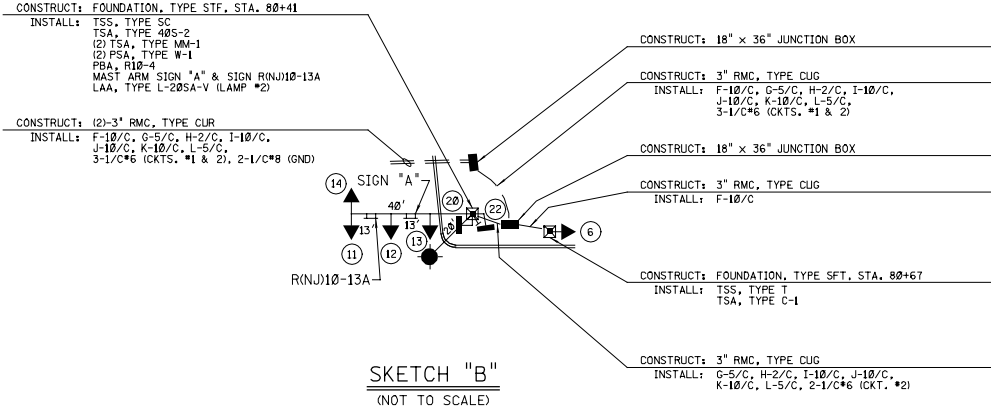 CONSTRUCT: FOUNDATION, TYPE STF, STA. 80+41
INSTALL: TSS, TYPE SC
TSA, TYPE 40S-2
(2) TSA, TYPE MM-1
(2) PSA, TYPE W-1
PBA, R10-4
MAST ARM SIGN "A" & SIGN R(NJ)10-13A
LAA, TYPE L-20SA-V (LAMP #2)
CONSTRUCT: (2)-3" RMC, TYPE CUR
INSTALL: F-10/C, G-5/C, H-2/C, I-10/C,
J-10/C, K-10/C, L-5/C,
3-1/C#6 (CKTS. #1 & 2), 2-1/C#8 (GND)
CONSTRUCT: 18" x 36" JUNCTION BOX
CONSTRUCT: 3" RMC, TYPE CUG
INSTALL: F-10/C, G-5/C, H-2/C, I-10/C,
J-10/C, K-10/C, L-5/C,
3-1/C#6 (CKTS. #1 & 2)
CONSTRUCT: 18" x 36" JUNCTION BOX
CONSTRUCT: 3" RMC, TYPE CUG
INSTALL: F-10/C
14
SIGN "A"
40'
20
22
13'
13'
20'
11
12
13
6
R(NJ)10-13A
CONSTRUCT: FOUNDATION, TYPE SFT, STA. 80+67
INSTALL: TSS, TYPE T
TSA, TYPE C-1
CONSTRUCT: 3" RMC, TYPE CUG
INSTALL: G-5/C, H-2/C, I-10/C, J-10/C,
K-10/C, L-5/C, 2-1/C#6 (CKT. #2)
SKETCH "B"
(NOT TO SCALE)